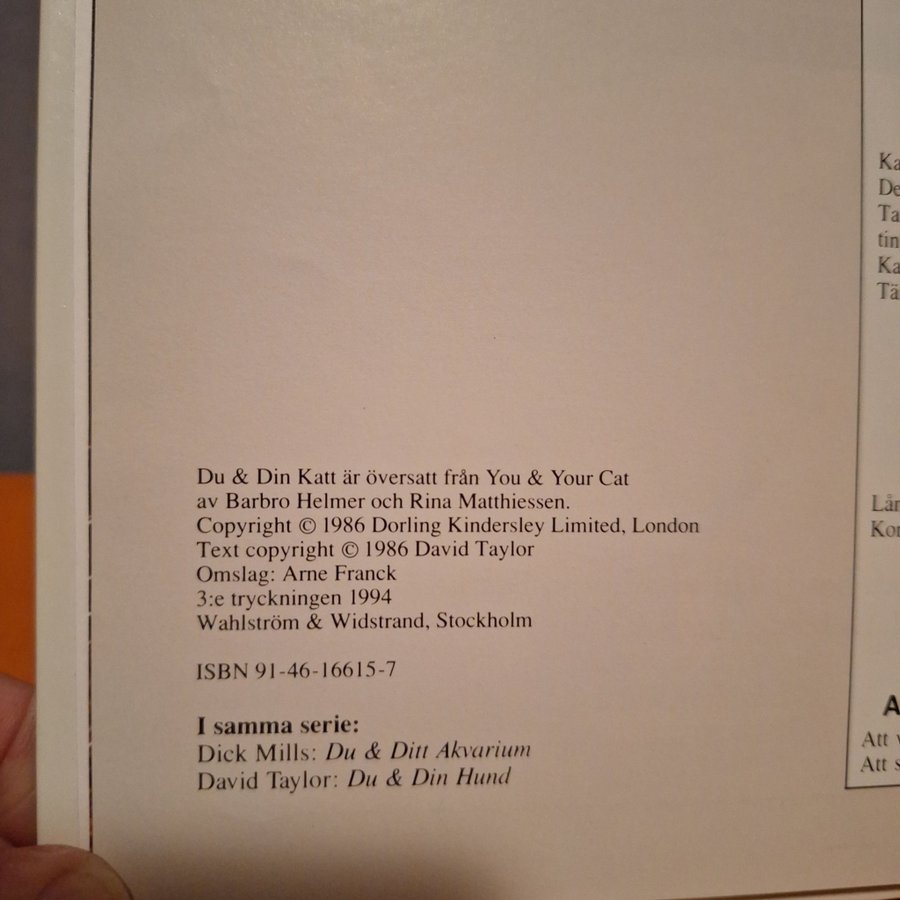 Du & Din Katt är översatt från You & Your Cat
av Barbro Helmer och Rina Matthiessen.
Copyright © 1986 Dorling Kindersley Limited, London
Text copyright © 1986 David Taylor
Omslag: Arne Franck
3:e tryckningen 1994
Wahlström & Widstrand, Stockholm
ISBN 91-46-16615-7
I samma serie:
Dick Mills: Du & Ditt Akvarium
David Taylor: Du & Din Hund
Att
Att